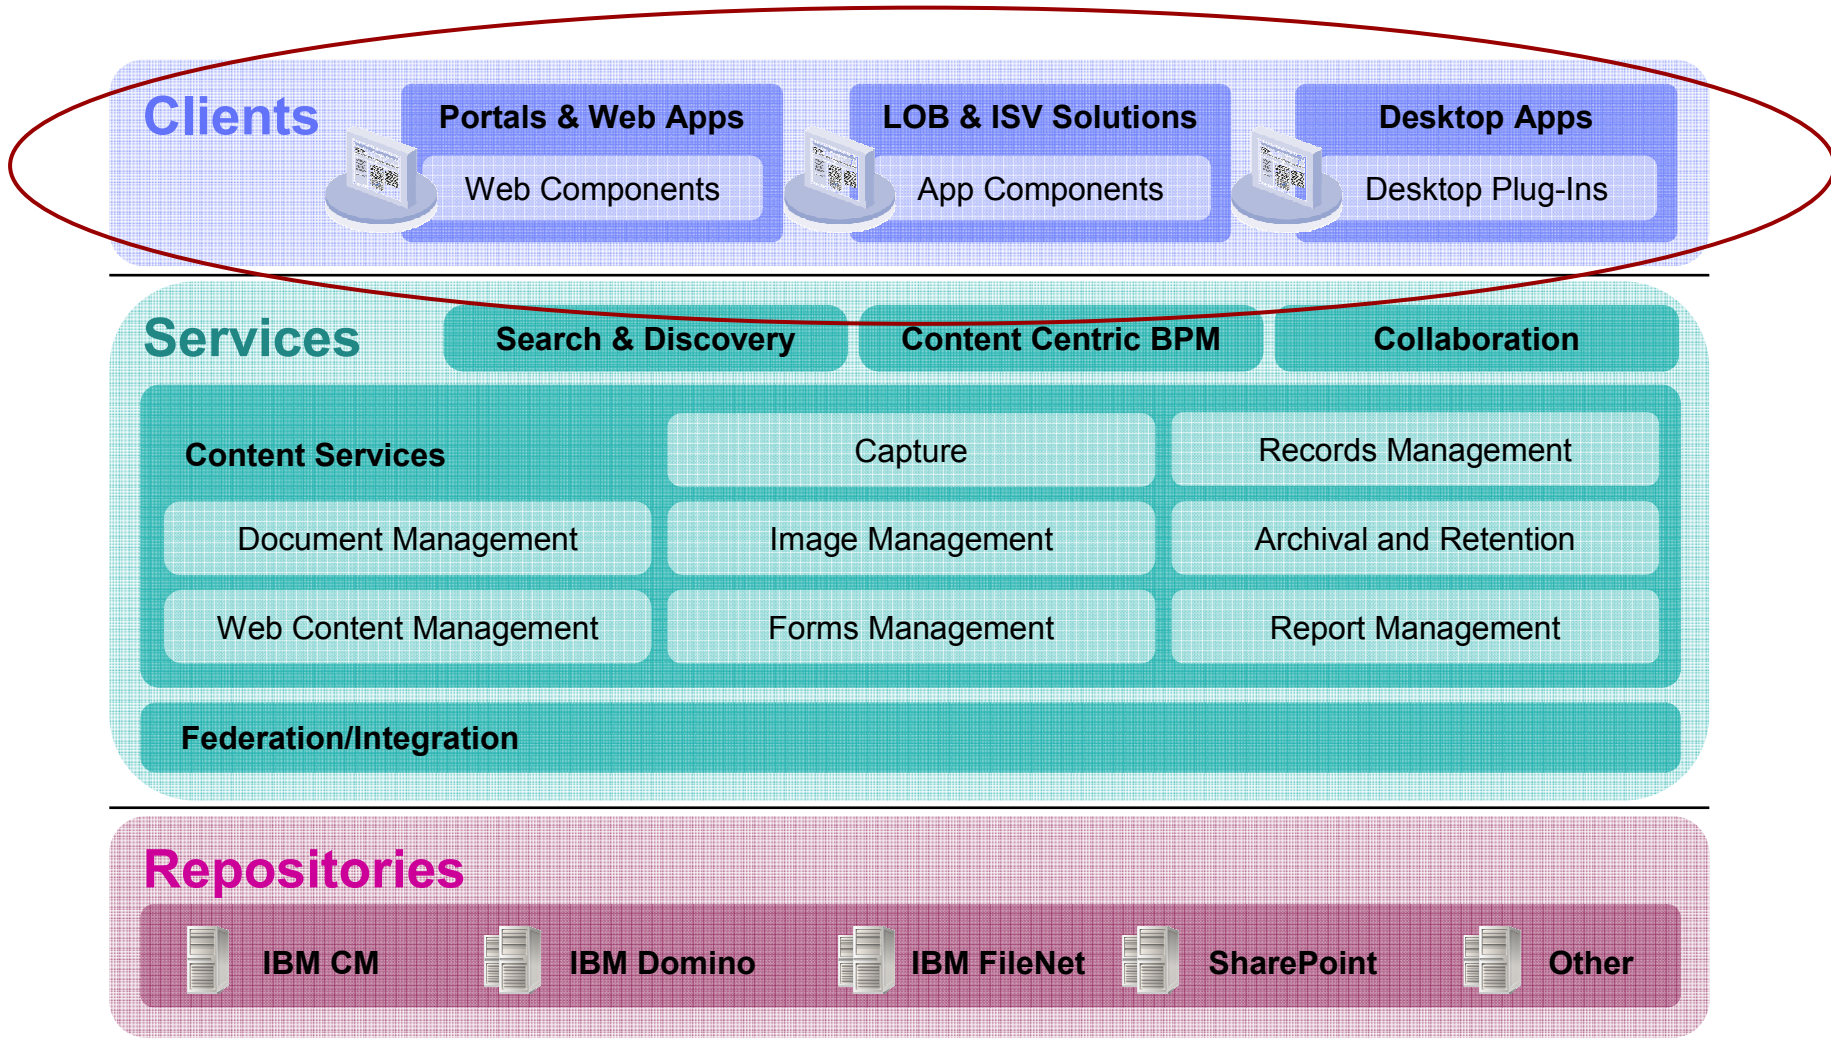 Clients
Portals & Web Apps
LOB & ISV Solutions
Desktop Apps
Web Components
App Components
Desktop Plug-Ins
Services
Search & Discovery
Content Centric BPM
Collaboration
Content Services
Capture
Records Management
Document Management
Image Management
Archival and Retention
Web Content Management
Forms Management
Report Management
Federation/Integration
Repositories
IBM CM
IBM Domino
IBM FileNet
SharePoint
Other